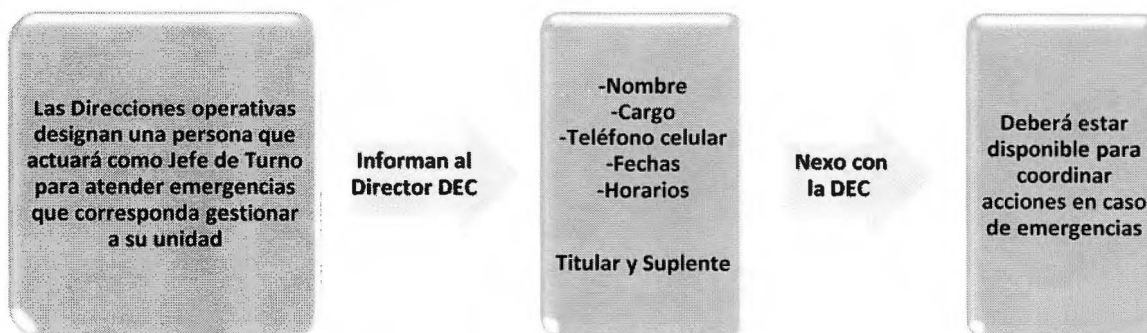 Las Direcciones operativas
designan una persona que
actuará como Jefe de Turno
para atender emergencias
que corresponda gestionar
a su unidad
Informan al
Director DEC
-Nombre
-Cargo
-Teléfono celular
-Fechas
-Horarios
Titular y Suplente
Nexo con
la DEC
Deberá estar
disponible para
coordinar
acciones en caso
de emergencias